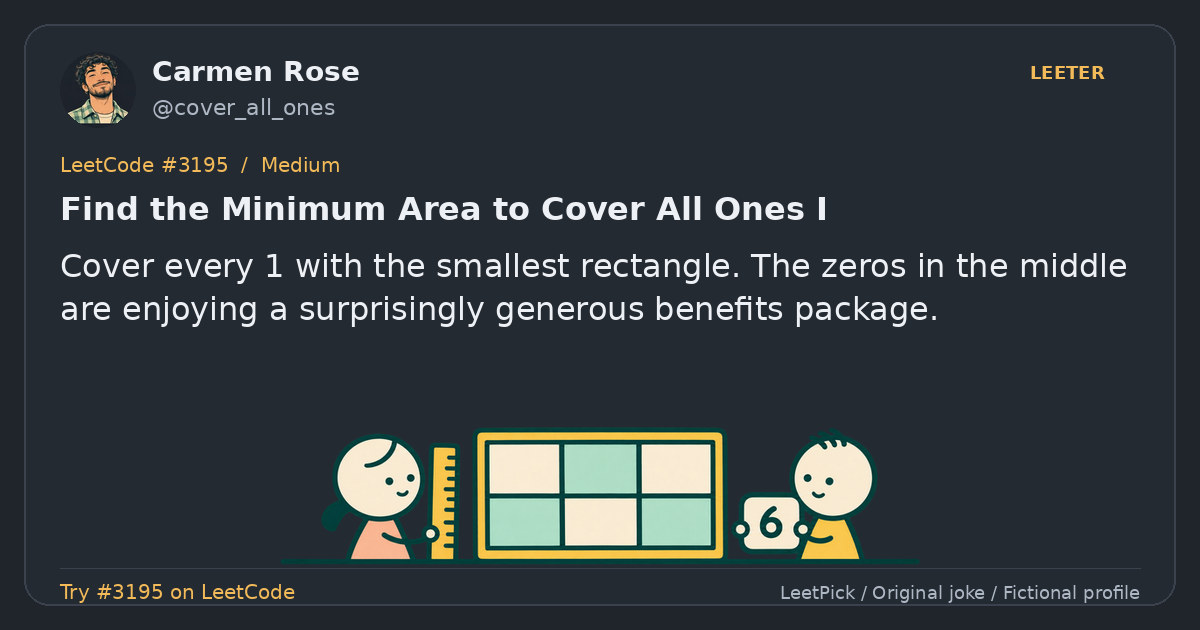 Carmen Rose
@cover_all_ones
LEETER
LeetCode #3195 / Medium
Find the Minimum Area to Cover All Ones I
Cover every 1 with the smallest rectangle. The zeros in the middle
are enjoying a surprisingly generous benefits package.
6
Try #3195 on LeetCode
LeetPick / Original joke / Fictional profile